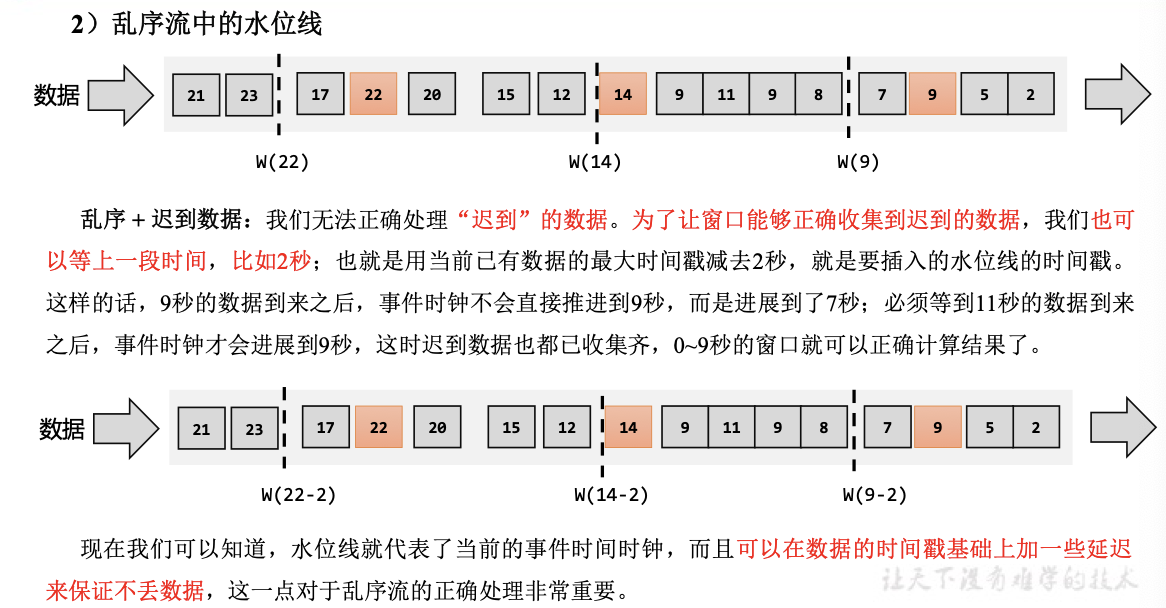 2）乱序流中的水位线
数据 21 23 17 22 20 15 12 14 9 11 9 8 7 9 5 2
W(22) W(14) W(9)
乱序 + 迟到数据：我们无法正确处理“迟到”的数据。为了让窗口能够正确收集到迟到的数据，我们也可
以等上一段时间，比如2秒；也就是用当前已有数据的最大时间戳减去2秒，就是要插入的水位线的时间戳。
这样的话，9秒的数据到来之后，事件时钟不会直接推进到9秒，而是进展到了7秒；必须等到11秒的数据到来
之后，事件时钟才会进展到9秒，这时迟到数据也都已收集齐，0~9秒的窗口就可以正确计算结果了。
数据 21 23 17 22 20 15 12 14 9 11 9 8 7 9 5 2
W(22-2) W(14-2) W(9-2)
现在我们可以知道，水位线就代表了当前的事件时间时钟，而且可以在数据的时间戳基础上加一些延迟
来保证不丢数据，这一点对于乱序流的正确处理非常重要。
让天下没有难学的技术